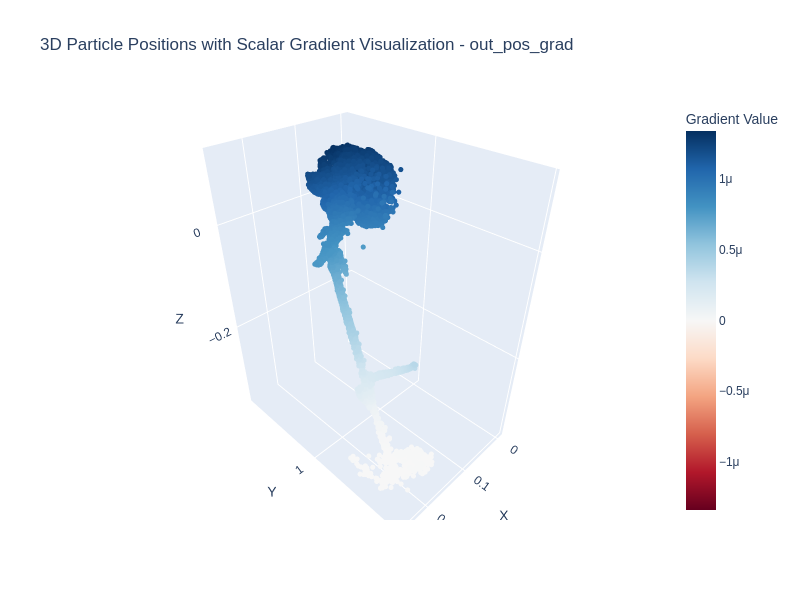 3D Particle Positions with Scalar Gradient Visualization - out_pos_grad
Gradient Value
1μ
0.5μ
0
−0.5μ
−1μ
0
Z
−0.2
0
1
0.1
Y
X